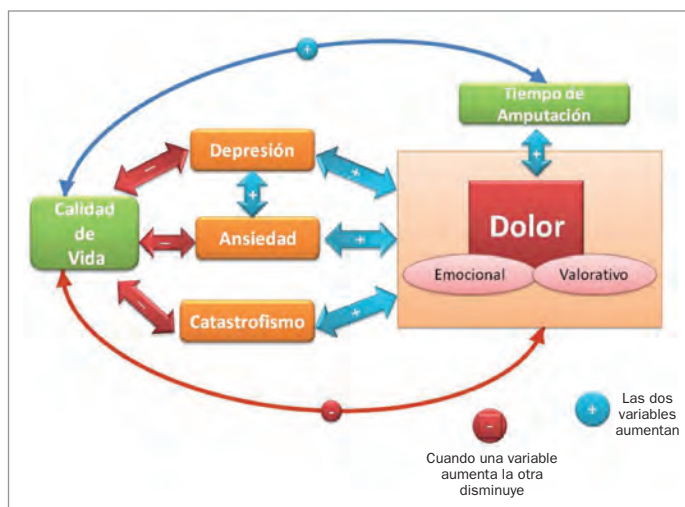 +
Tiempo de
Amputación
+
Depresión
-
+
+
Calidad
de
Vida
-
Ansiedad
+
Dolor
Emocional
Valorativo
-
Catastrofismo
+
-
-
+
Las dos
variables
aumentan
Cuando una variable
aumenta la otra
disminuye